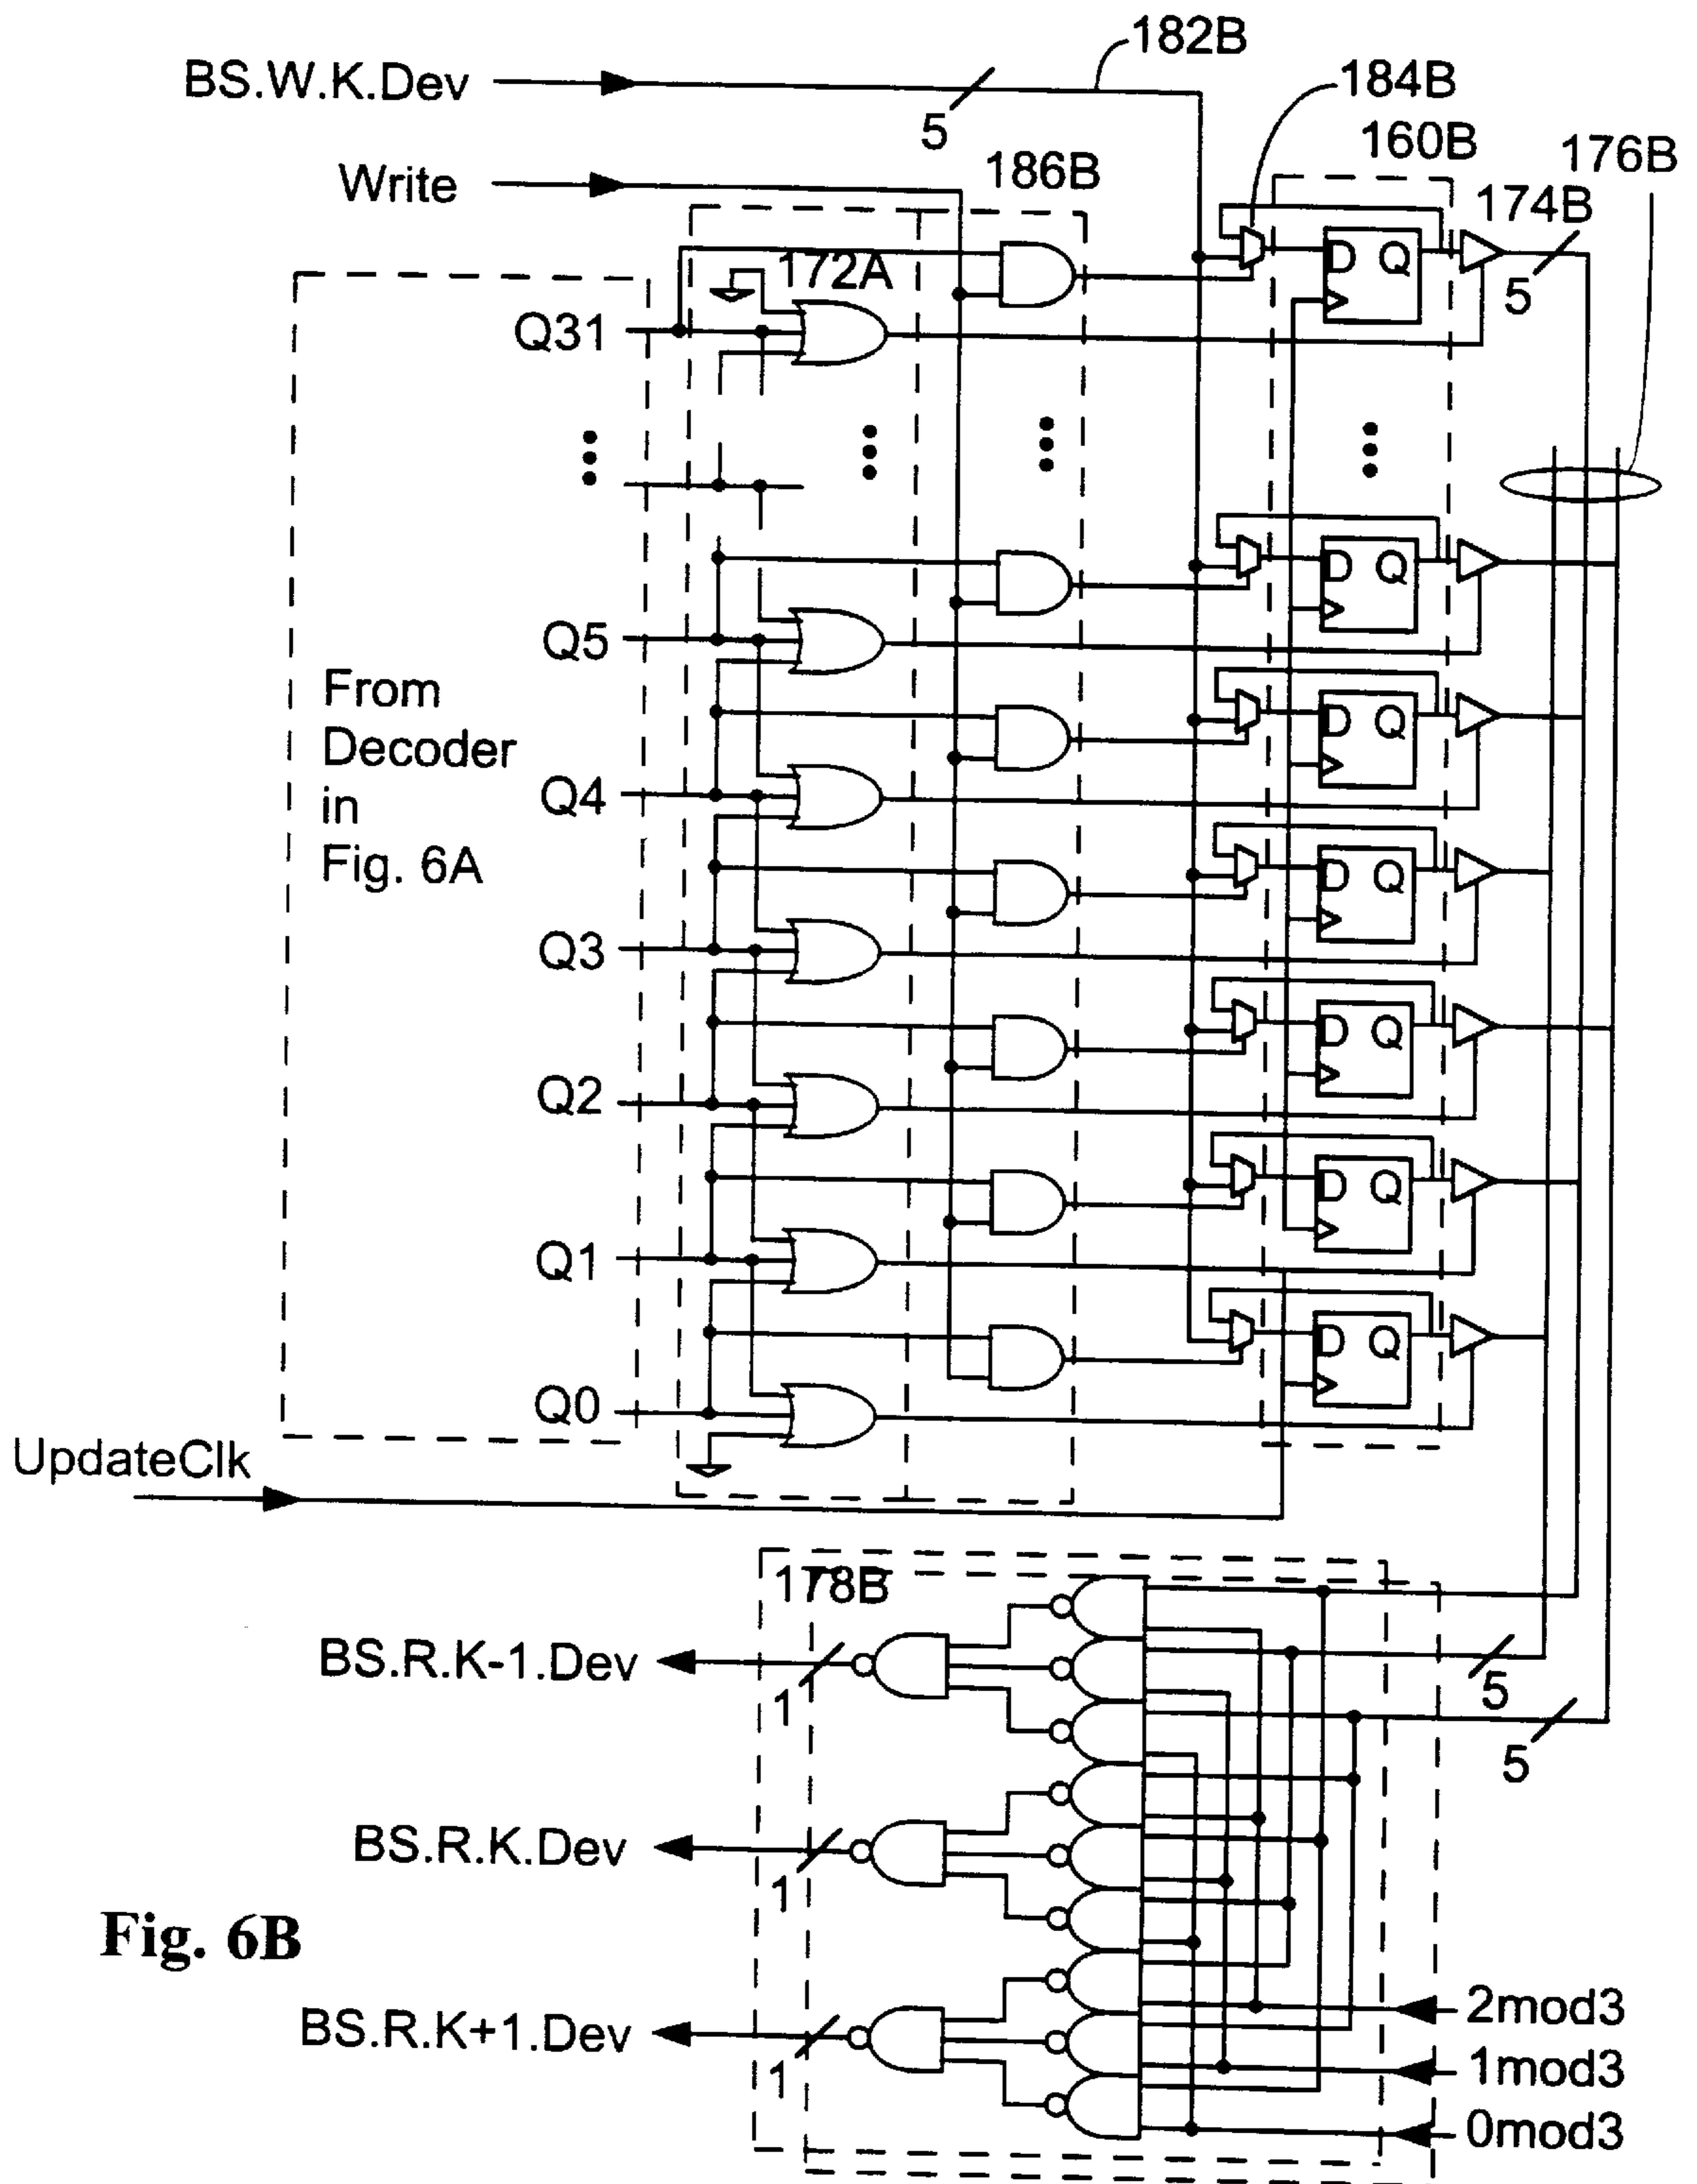 182B
BS.W.K.Dev
184B
5
160B
176B
Write
186B
174B
172A
D Q
5
Q31
D Q
Q5
From
Decoder
in
Fig. 6A
D Q
Q4
D Q
Q3
D Q
Q2
D Q
Q1
D Q
Q0
UpdateClk
178B
BS.R.K-1.Dev
1
5
5
BS.R.K.Dev
1
Fig. 6B
2mod3
BS.R.K+1.Dev
1mod3
1
0mod3